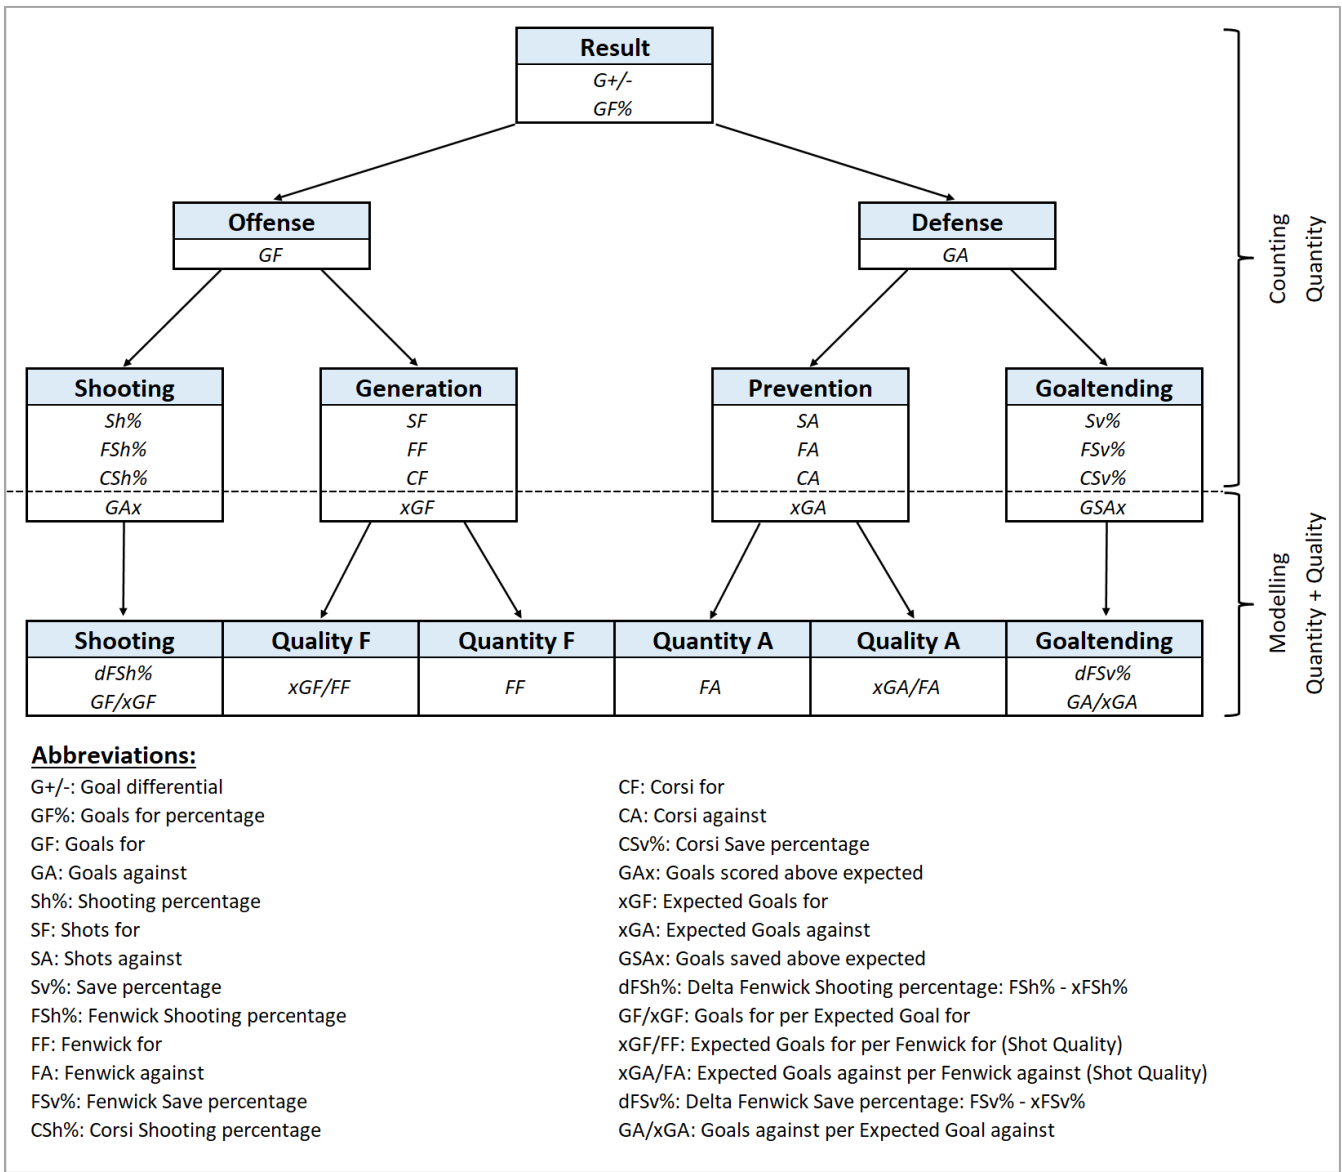 Result
G+/-
GF%
Offense
GF
Defense
GA
Counting
Quantity
Shooting
Sh%
FSh%
CSh%
GAx
Generation
SF
FF
CF
xGF
Prevention
SA
FA
CA
xGA
Goaltending
Sv%
FSv%
CSv%
GSAx
Modelling
Quantity + Quality
Shooting
dFSh%
GF/xGF
Quality F
xGF/FF
Quantity F
FF
Quantity A
FA
Quality A
xGA/FA
Goaltending
dFSv%
GA/xGA
Abbreviations:
G+/-: Goal differential
GF%: Goals for percentage
GF: Goals for
GA: Goals against
Sh%: Shooting percentage
SF: Shots for
SA: Shots against
Sv%: Save percentage
FSh%: Fenwick Shooting percentage
FF: Fenwick for
FA: Fenwick against
FSv%: Fenwick Save percentage
CSh%: Corsi Shooting percentage
CF: Corsi for
CA: Corsi against
CSv%: Corsi Save percentage
GAx: Goals scored above expected
xGF: Expected Goals for
xGA: Expected Goals against
GSAx: Goals saved above expected
dFSh%: Delta Fenwick Shooting percentage: FSh% - xFSh%
GF/xGF: Goals for per Expected Goal for
xGF/FF: Expected Goals for per Fenwick for (Shot Quality)
xGA/FA: Expected Goals against per Fenwick against (Shot Quality)
dFSv%: Delta Fenwick Save percentage: FSv% - xFSv%
GA/xGA: Goals against per Expected Goal against